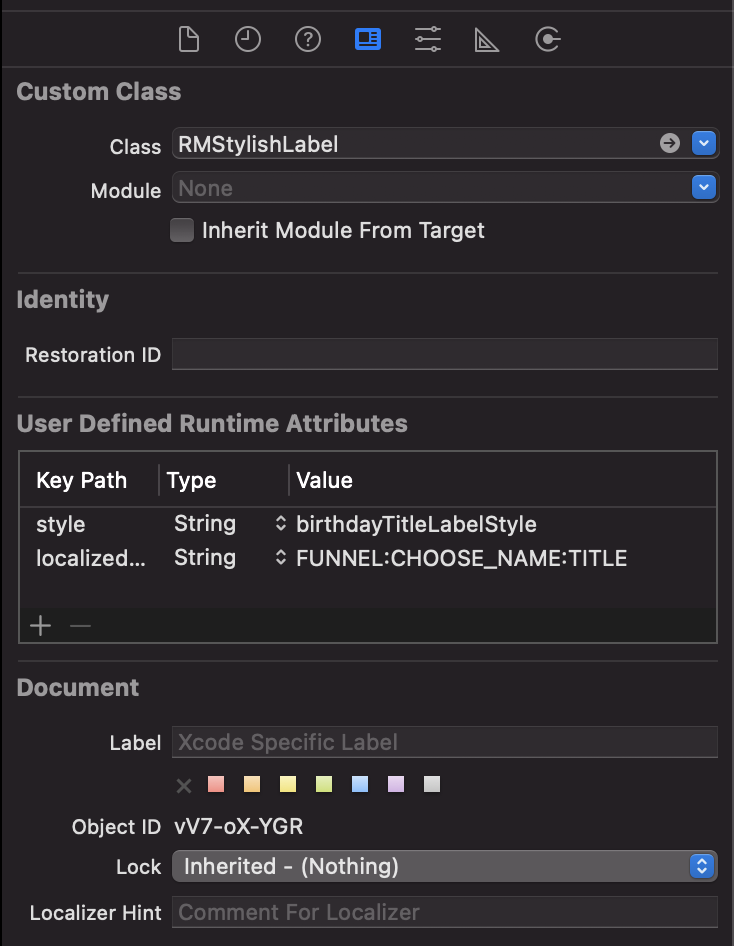 Custom Class
Class RMStylishLabel
Module None
Inherit Module From Target
Identity
Restoration ID
User Defined Runtime Attributes
Key Path Type Value
style String birthdayTitleLabelStyle
localized... String FUNNEL:CHOOSE_NAME:TITLE
Document
Label Xcode Specific Label
Object ID vV7-oX-YGR
Lock Inherited - (Nothing)
Localizer Hint Comment For Localizer